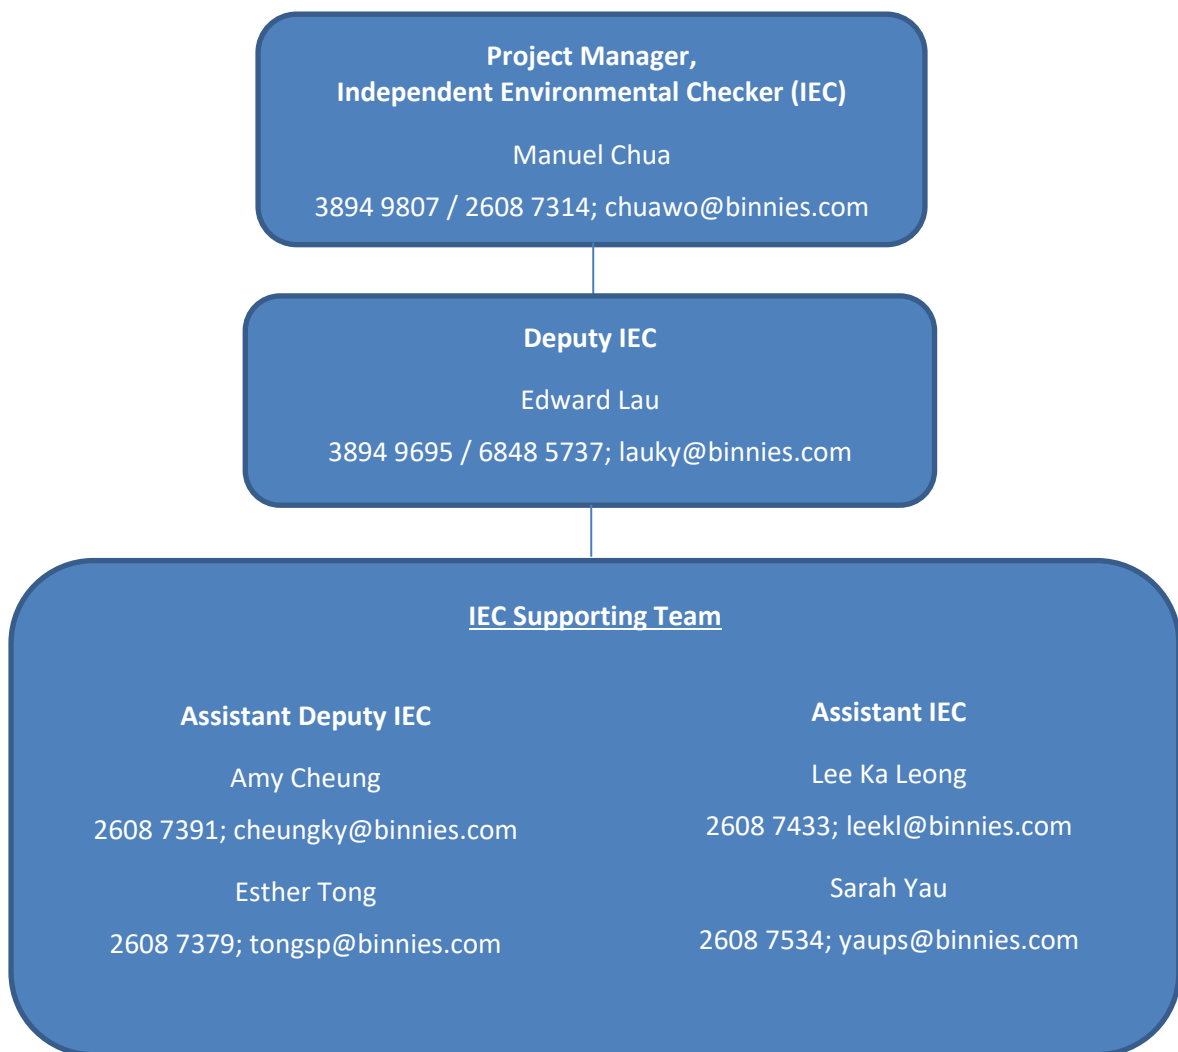 Project Manager,
Independent Environmental Checker (IEC)
Manuel Chua
3894 9807 / 2608 7314; chuawo@binnies.com
Deputy IEC
Edward Lau
3894 9695 / 6848 5737; lauky@binnies.com
IEC Supporting Team
Assistant Deputy IEC
Amy Cheung
2608 7391; cheungky@binnies.com
Esther Tong
2608 7379; tongsp@binnies.com
Assistant IEC
Lee Ka Leong
2608 7433; leekl@binnies.com
Sarah Yau
2608 7534; yaups@binnies.com